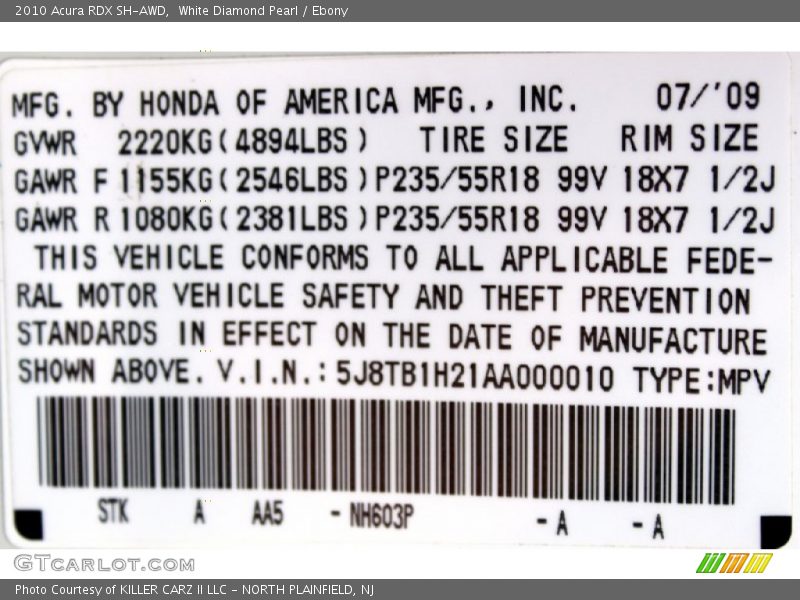 2010 Acura RDX SH-AWD,  White Diamond Pearl / Ebony
MFG. BY HONDA OF AMERICA MFG., INC. 07/'09
GVWR 2220KG(4894LBS) TIRE SIZE RIM SIZE
GAWR F 1155KG(2546LBS)P235/55R18 99V 18X7 1/2J
GAWR R 1080KG(2381LBS)P235/55R18 99V 18X7 1/2J
THIS VEHICLE CONFORMS TO ALL APPLICABLE FEDE-
RAL MOTOR VEHICLE SAFETY AND THEFT PREVENTION
STANDARDS IN EFFECT ON THE DATE OF MANUFACTURE
SHOWN ABOVE. V.I.N.: 5J8TB1H21AA000010 TYPE:MPV
STK A AA5 -NH603P -A -A
GTCARLOT.COM
Photo Courtesy of KILLER CARZ II LLC - NORTH PLAINFIELD, NJ